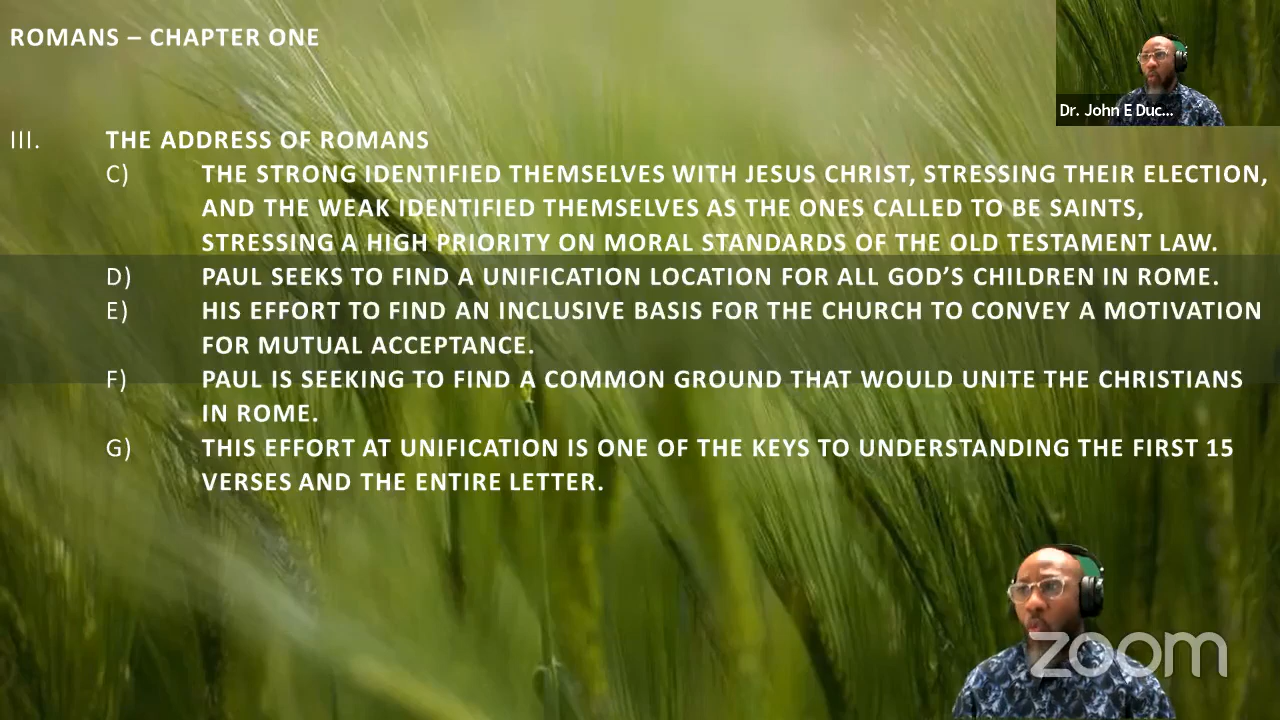 ROMANS – CHAPTER ONE
Dr. John E Duc...
III. THE ADDRESS OF ROMANS
C) THE STRONG IDENTIFIED THEMSELVES WITH JESUS CHRIST, STRESSING THEIR ELECTION,
AND THE WEAK IDENTIFIED THEMSELVES AS THE ONES CALLED TO BE SAINTS,
STRESSING A HIGH PRIORITY ON MORAL STANDARDS OF THE OLD TESTAMENT LAW.
D) PAUL SEEKS TO FIND A UNIFICATION LOCATION FOR ALL GOD’S CHILDREN IN ROME.
E) HIS EFFORT TO FIND AN INCLUSIVE BASIS FOR THE CHURCH TO CONVEY A MOTIVATION
FOR MUTUAL ACCEPTANCE.
F) PAUL IS SEEKING TO FIND A COMMON GROUND THAT WOULD UNITE THE CHRISTIANS
IN ROME.
G) THIS EFFORT AT UNIFICATION IS ONE OF THE KEYS TO UNDERSTANDING THE FIRST 15
VERSES AND THE ENTIRE LETTER.
zoom